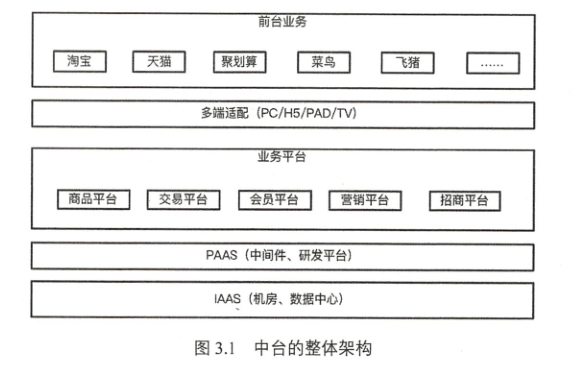 前台业务
淘宝 天猫 聚划算 菜鸟 飞猪 ......
多端适配（PC/H5/PAD/TV）
业务平台
商品平台 交易平台 会员平台 营销平台 招商平台
PAAS（中间件、研发平台）
IAAS（机房、数据中心）
图 3.1 中台的整体架构